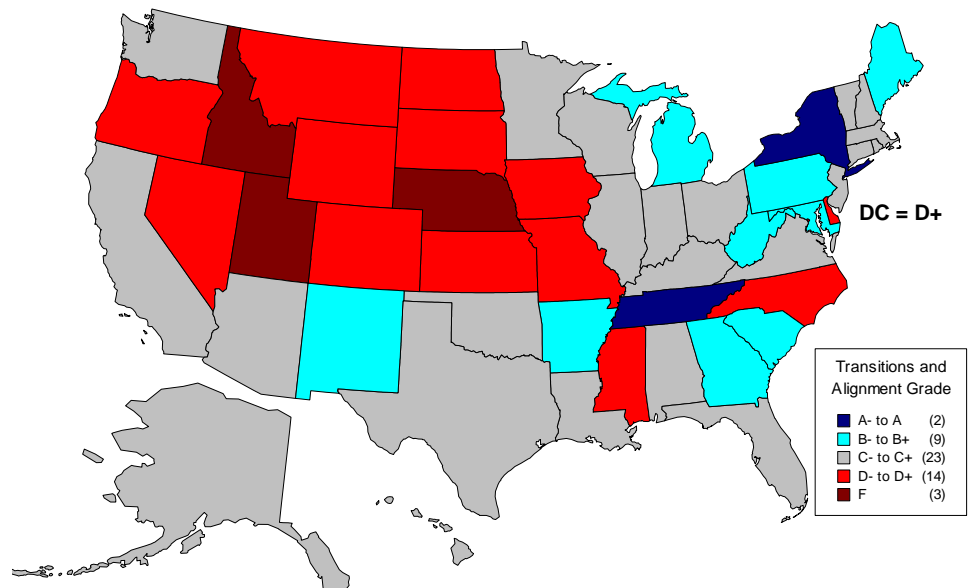 DC = D+
Transitions and
Alignment Grade
A- to A (2)
B- to B+ (9)
C- to C+ (23)
D- to D+ (14)
F (3)